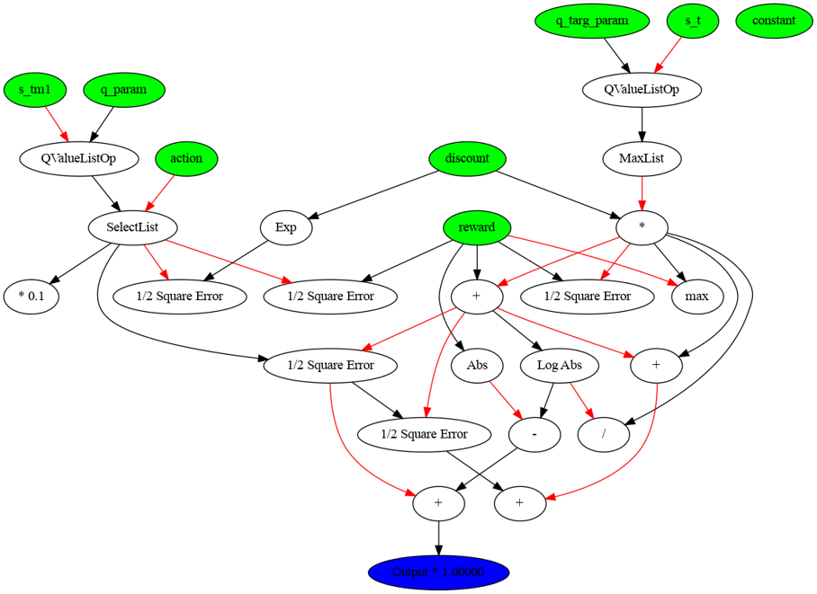 q_targ_param
s_t
constant
s_tm1
q_param
QValueListOp
QValueListOp
action
discount
MaxList
SelectList
Exp
reward
*
* 0.1
1/2 Square Error
1/2 Square Error
+
1/2 Square Error
max
1/2 Square Error
Abs
Log Abs
+
1/2 Square Error
-
/
+
+
Output * 1.00000